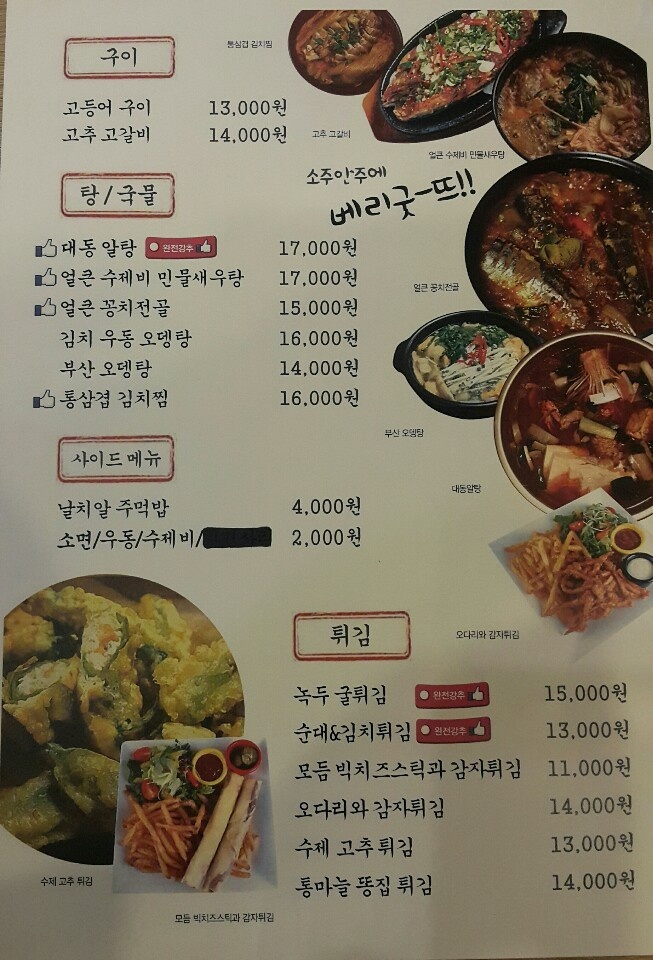 구이
통삼겹 김치찜
고등어 구이 13,000원
고추 고갈비 14,000원
고추 고갈비
얼큰 수제비 민물새우탕
소주안주에
베리굿-뜨!!
탕/국물
대동 알탕 완전강추 17,000원
얼큰 수제비 민물새우탕 17,000원
얼큰 꽁치전골 15,000원
얼큰 꽁치전골
김치 우동 오뎅탕 16,000원
부산 오뎅탕 14,000원
통삼겹 김치찜 16,000원
부산 오뎅탕
사이드메뉴
대동알탕
날치알 주먹밥 4,000원
소면/우동/수제비/ 2,000원
튀김
오다리와 감자튀김
녹두 굴튀김 완전강추 15,000원
순대&김치튀김 완전강추 13,000원
모듬 빅치즈스틱과 감자튀김 11,000원
오다리와 감자튀김 14,000원
수제 고추 튀김 13,000원
통마늘 똥집 튀김 14,000원
수제 고추 튀김
모듬 빅치즈스틱과 감자튀김